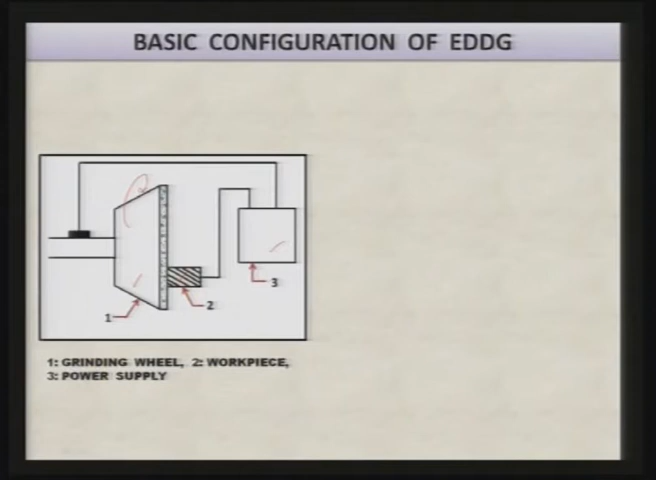 BASIC CONFIGURATION OF EDDG
1
2
3
1: GRINDING WHEEL, 2: WORKPIECE,
3: POWER SUPPLY